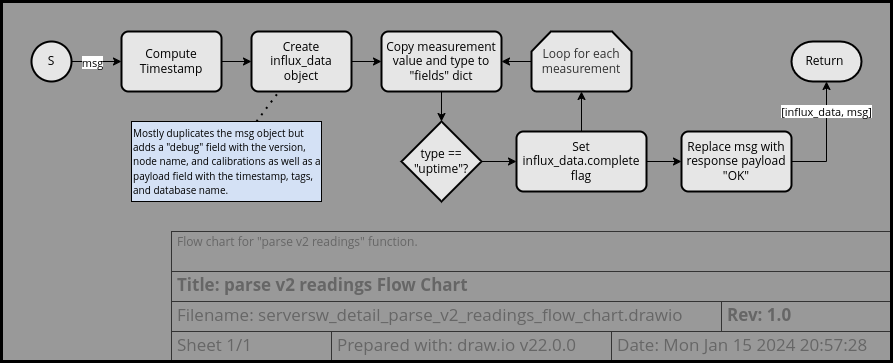 S
msg
Compute
Timestamp
Create
influx_data
object
Copy measurement
value and type to
"fields" dict
Loop for each
measurement
Return
[influx_data, msg]
Mostly duplicates the msg object but
adds a "debug" field with the version,
node name, and calibrations as well as a
payload field with the timestamp, tags,
and database name.
type ==
"uptime"?
Set
influx_data.complete
flag
Replace msg with
response payload
"OK"
Flow chart for "parse v2 readings" function.
Title: parse v2 readings Flow Chart
Filename: serversw_detail_parse_v2_readings_flow_chart.drawio
Rev: 1.0
Sheet 1/1
Prepared with: draw.io v22.0.0
Date: Mon Jan 15 2024 20:57:28